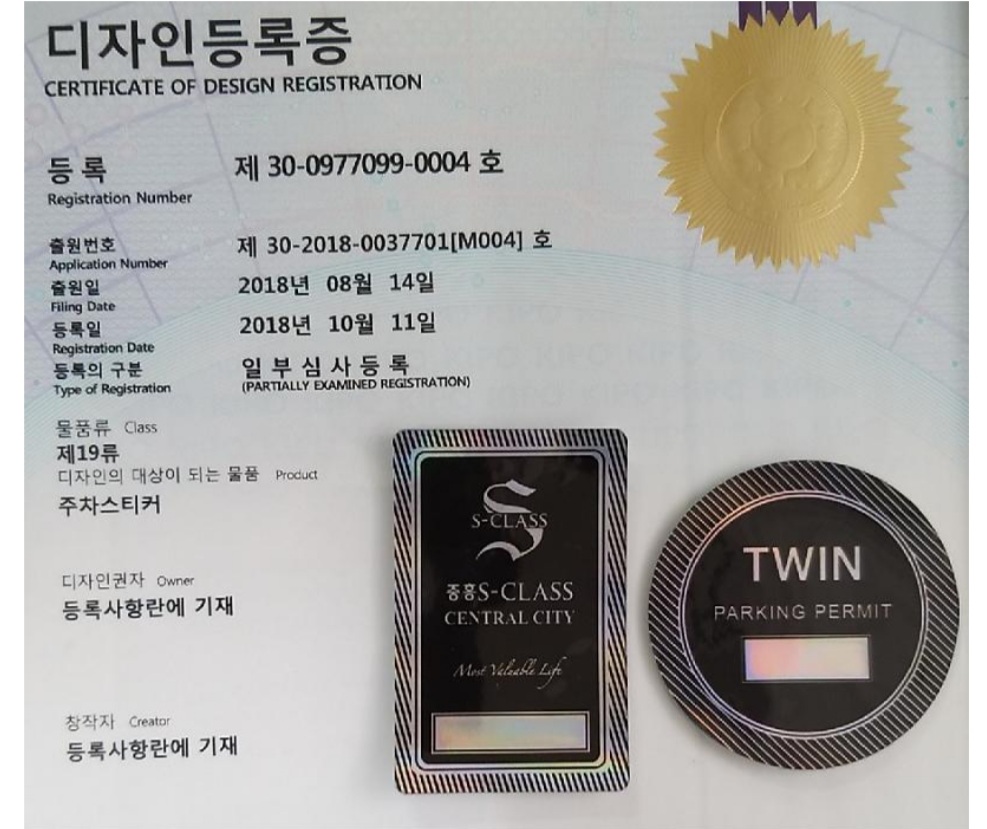 디자인등록증
CERTIFICATE OF DESIGN REGISTRATION
등록 제 30-0977099-0004 호
Registration Number
출원번호 제 30-2018-0037701[M004] 호
Application Number
출원일 2018년 08월 14일
Filing Date
등록일 2018년 10월 11일
Registration Date
등록의 구분 일부심사등록
Type of Registration (PARTIALLY EXAMINED REGISTRATION)
물품류 Class
제19류
디자인의 대상이 되는 물품 Product
주차스티커
디자인권자 Owner
등록사항란에 기재
창작자 Creator
등록사항란에 기재
S
S-CLASS
중흥S-CLASS
CENTRAL CITY
Most Valuable Life
TWIN
PARKING PERMIT